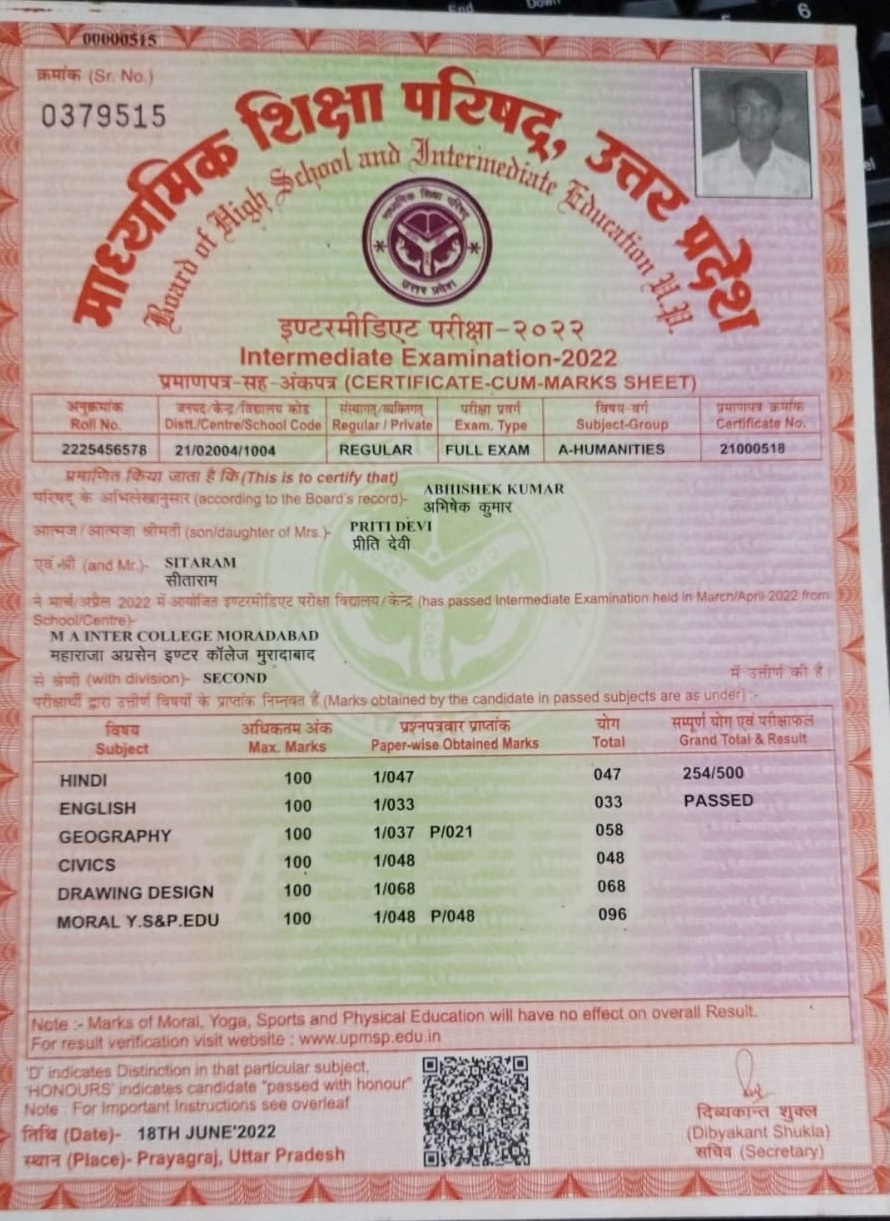 00000515
क्रमांक (Sr. No.)
0379515
माध्यमिक शिक्षा परिषद्, उत्तर प्रदेश
Board of High School and Intermediate Education U.P.
माध्यमिक शिक्षा परिषद्
उत्तर प्रदेश
इण्टरमीडिएट परीक्षा-२०२२
Intermediate Examination-2022
प्रमाणपत्र-सह-अंकपत्र (CERTIFICATE-CUM-MARKS SHEET)
अनुक्रमांक जनपद/केन्द्र/विद्यालय कोड संस्थागत/व्यक्तिगत परीक्षा प्रवर्ग विषय-वर्ग प्रमाणपत्र क्रमांक
Roll No. Distt./Centre/School Code Regular / Private Exam. Type Subject-Group Certificate No.
2225456578 21/02004/1004 REGULAR FULL EXAM A-HUMANITIES 21000518
प्रमाणित किया जाता है कि (This is to certify that)
परिषद् के अभिलेखानुसार (according to the Board's record)- ABHISHEK KUMAR
अभिषेक कुमार
आत्मज/आत्मजा श्रीमती (son/daughter of Mrs.)- PRITI DEVI
प्रीति देवी
एवं श्री (and Mr.)- SITARAM
सीताराम
ने मार्च/अप्रैल 2022 में आयोजित इण्टरमीडिएट परीक्षा विद्यालय/केन्द्र (has passed Intermediate Examination held in March/April-2022 from
School/Centre)-
M A INTER COLLEGE MORADABAD
महाराजा अग्रसेन इण्टर कॉलेज मुरादाबाद
से श्रेणी (with division)- SECOND में उत्तीर्ण की है।
परीक्षार्थी द्वारा उत्तीर्ण विषयों के प्राप्तांक निम्नवत हैं (Marks obtained by the candidate in passed subjects are as under) :-
विषय अधिकतम अंक प्रश्नपत्रवार प्राप्तांक योग सम्पूर्ण योग एवं परीक्षाफल
Subject Max. Marks Paper-wise Obtained Marks Total Grand Total & Result
HINDI 100 1/047 047 254/500
ENGLISH 100 1/033 033 PASSED
GEOGRAPHY 100 1/037 P/021 058
CIVICS 100 1/048 048
DRAWING DESIGN 100 1/068 068
MORAL Y.S&P.EDU 100 1/048 P/048 096
Note :- Marks of Moral, Yoga, Sports and Physical Education will have no effect on overall Result.
For result verification visit website : www.upmsp.edu.in
'D' indicates Distinction in that particular subject,
'HONOURS' indicates candidate "passed with honour"
Note : For Important Instructions see overleaf
तिथि (Date)- 18TH JUNE'2022
स्थान (Place)- Prayagraj, Uttar Pradesh
दिव्यकान्त शुक्ल
(Dibyakant Shukla)
सचिव (Secretary)